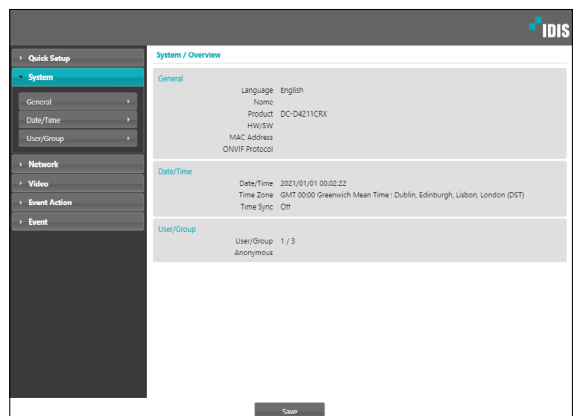 IDIS
Quick Setup
System
General
Date/Time
User/Group
Network
Video
Event Action
Event
System / Overview
General
Language English
Name
Product DC-D4211CRX
HW/SW
MAC Address
ONVIF Protocol
Date/Time
Date/Time 2021/01/01 00:02:22
Time Zone GMT 00:00 Greenwich Mean Time : Dublin, Edinburgh, Lisbon, London (DST)
Time Sync Off
User/Group
User/Group 1 / 3
Anonymous
Save